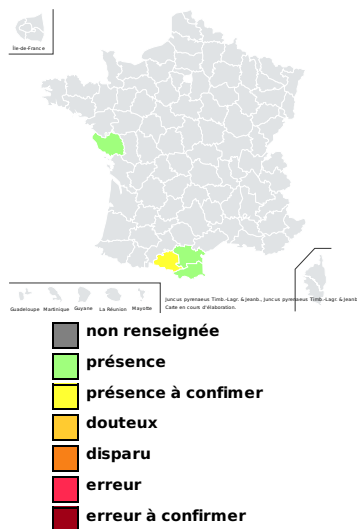 Île-de-France
Guadeloupe Martinique Guyane La Réunion Mayotte
Juncus pyrenaeus Timb.-Lagr. & Jeanb., Juncus pyrenaeus Timb.-Lagr. & Jeanb
Carte en cours d'élaboration.
non renseignée
présence
présence à confimer
douteux
disparu
erreur
erreur à confirmer